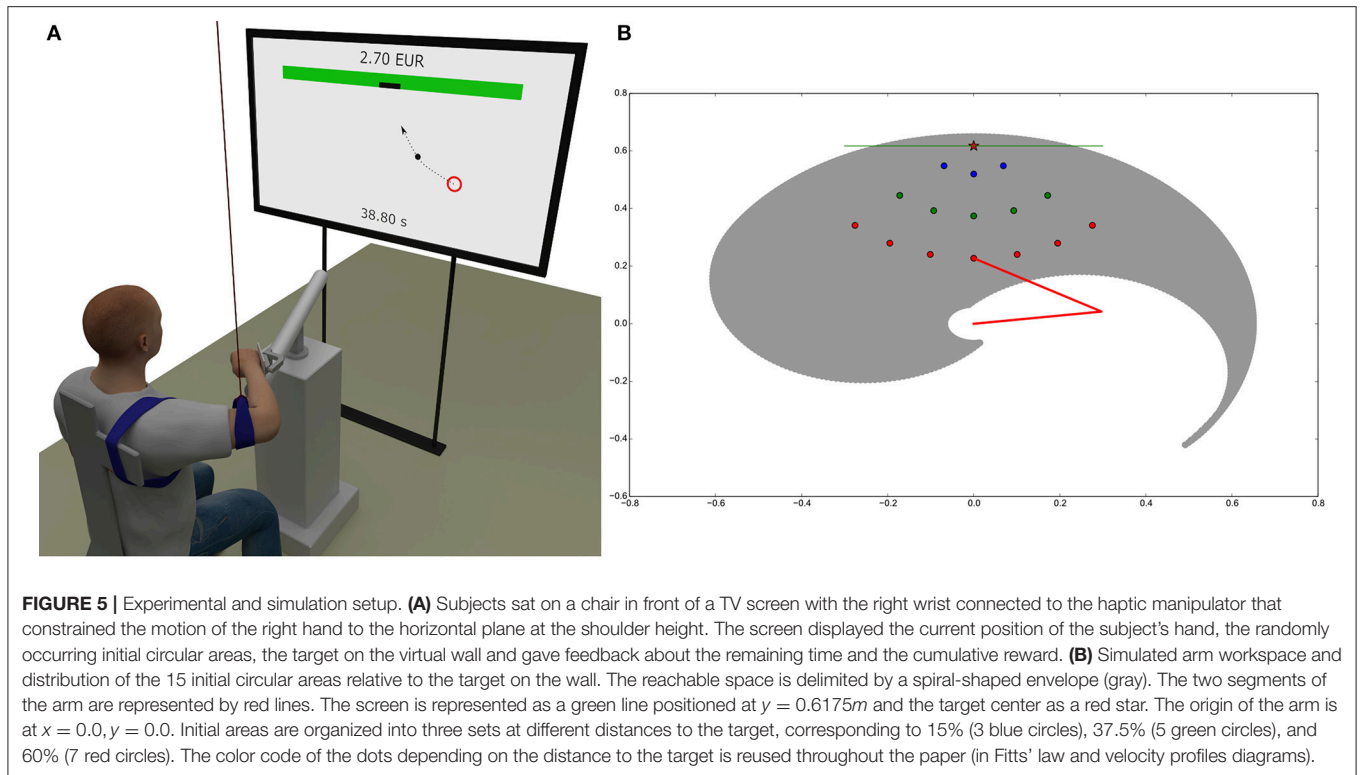 A
2.70 EUR
38.80 s
B
0.8
0.6
0.4
0.2
0.0
−0.2
−0.4
−0.6
−0.8 −0.6 −0.4 −0.2 0.0 0.2 0.4 0.6 0.8
FIGURE 5 | Experimental and simulation setup. (A) Subjects sat on a chair in front of a TV screen with the right wrist connected to the haptic manipulator that
constrained the motion of the right hand to the horizontal plane at the shoulder height. The screen displayed the current position of the subject's hand, the randomly
occurring initial circular areas, the target on the virtual wall and gave feedback about the remaining time and the cumulative reward. (B) Simulated arm workspace and
distribution of the 15 initial circular areas relative to the target on the wall. The reachable space is delimited by a spiral-shaped envelope (gray). The two segments of
the arm are represented by red lines. The screen is represented as a green line positioned at y = 0.6175m and the target center as a red star. The origin of the arm is
at x = 0.0, y = 0.0. Initial areas are organized into three sets at different distances to the target, corresponding to 15% (3 blue circles), 37.5% (5 green circles), and
60% (7 red circles). The color code of the dots depending on the distance to the target is reused throughout the paper (in Fitts' law and velocity profiles diagrams).